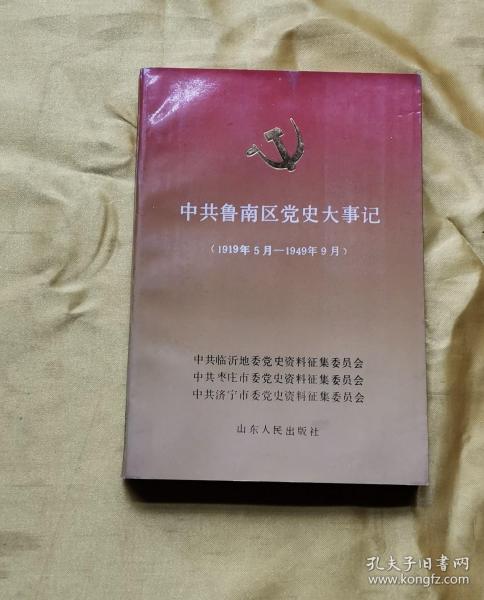 中共鲁南区党史大事记
（1919年5月—1949年9月）
中共临沂地委党史资料征集委员会
中共枣庄市委党史资料征集委员会
中共济宁市委党史资料征集委员会
山东人民出版社
孔夫子旧书网
www.kongfz.com